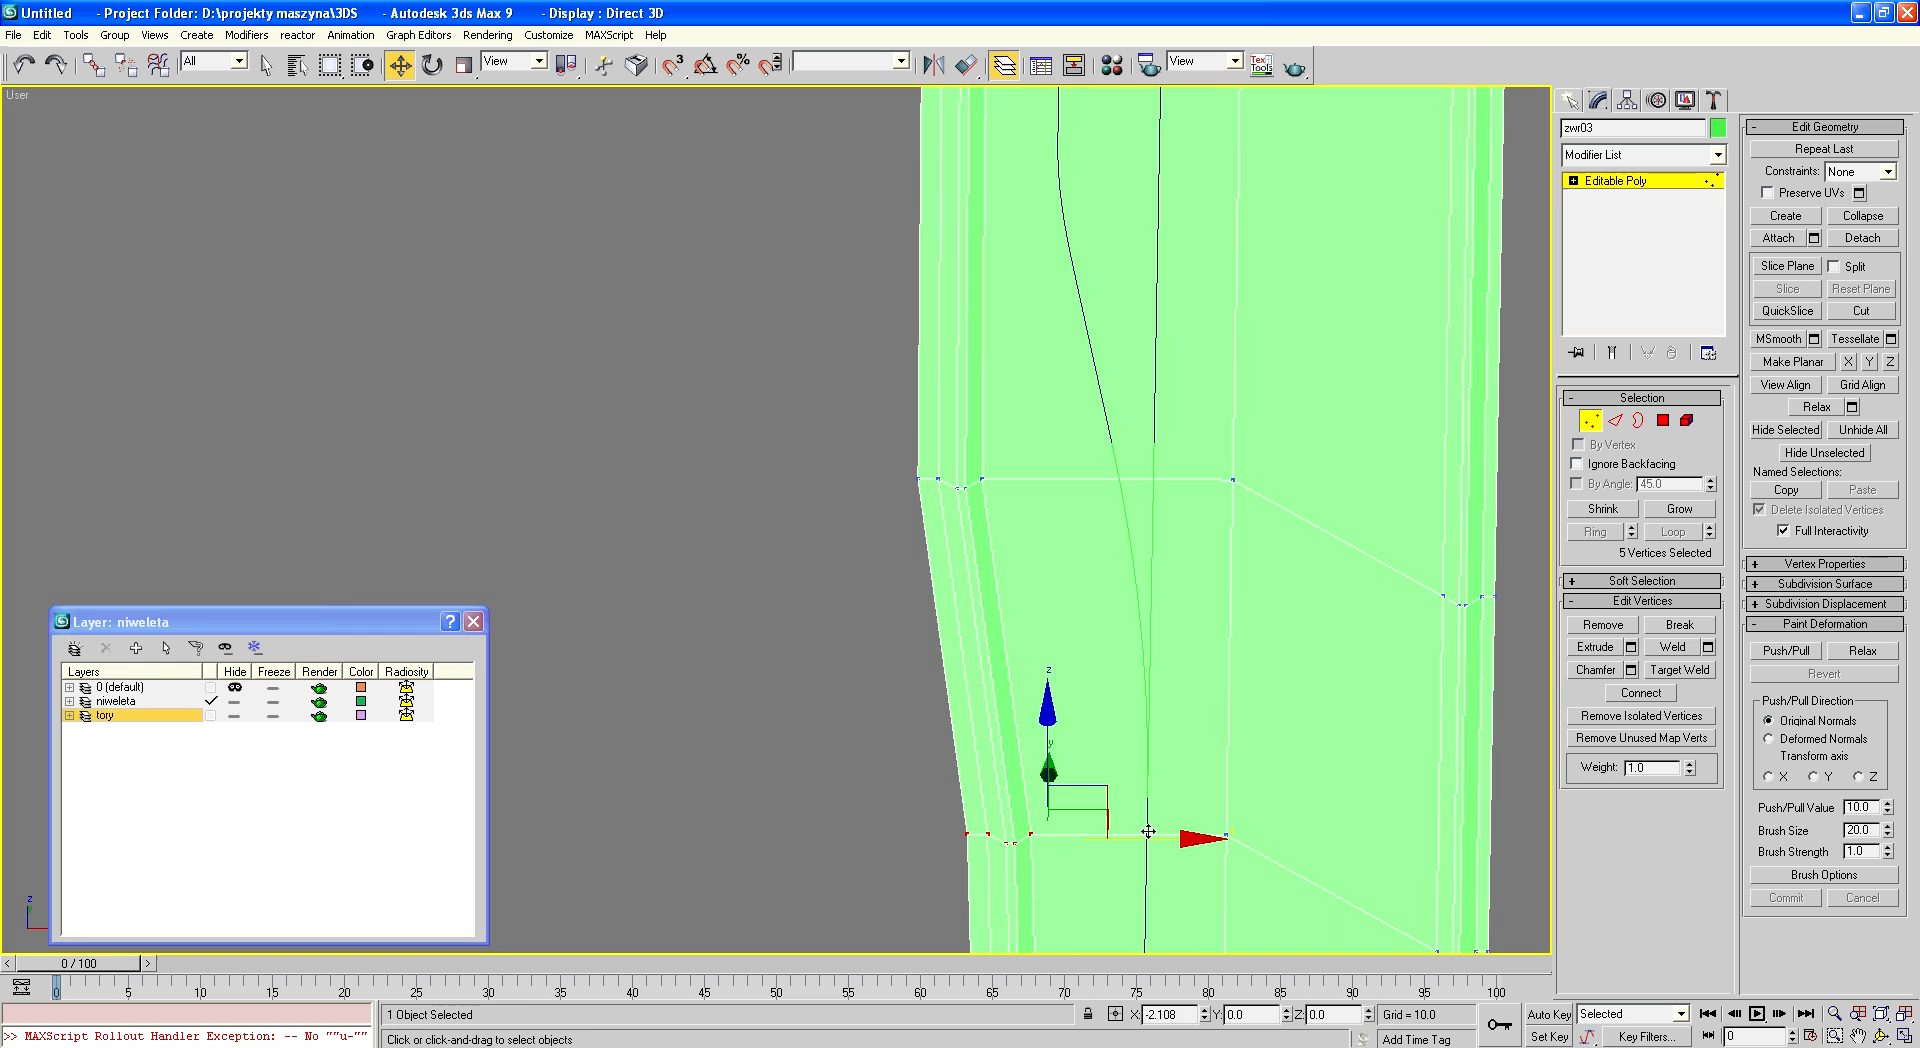 Untitled - Project Folder: D:\projekty maszyna\3DS - Autodesk 3ds Max 9 - Display : Direct 3D
File Edit Tools Group Views Create Modifiers reactor Animation Graph Editors Rendering Customize MAXScript Help
All View View Tex Tools
User
zwr03
Modifier List
Editable Poly
Selection
By Vertex
Ignore Backfacing
By Angle: 45.0
Shrink Grow
Ring Loop
5 Vertices Selected
Soft Selection
Edit Vertices
Remove Break
Extrude Weld
Chamfer Target Weld
Connect
Remove Isolated Vertices
Remove Unused Map Verts
Weight: 1.0
Edit Geometry
Repeat Last
Constraints: None
Preserve UVs
Create Collapse
Attach Detach
Slice Plane Split
Slice Reset Plane
QuickSlice Cut
MSmooth Tessellate
Make Planar X Y Z
View Align Grid Align
Relax
Hide Selected Unhide All
Hide Unselected
Named Selections:
Copy Paste
Delete Isolated Vertices
Full Interactivity
Vertex Properties
Subdivision Surface
Subdivision Displacement
Paint Deformation
Push/Pull Relax
Revert
Push/Pull Direction
Original Normals
Deformed Normals
Transform axis
X Y Z
Push/Pull Value 10.0
Brush Size 20.0
Brush Strength 1.0
Brush Options
Commit Cancel
Layer: niweleta
Layers Hide Freeze Render Color Radiosity
0 (default)
niweleta
tory
z
y
z
0 / 100
0 5 10 15 20 25 30 35 40 45 50 55 60 65 70 75 80 85 90 95 100
1 Object Selected X: -2.108 Y: 0.0 Z: 0.0 Grid = 10.0 Auto Key Selected
>> MAXScript Rollout Handler Exception: -- No ""u-"" Click or click-and-drag to select objects Add Time Tag Set Key Key Filters... 0